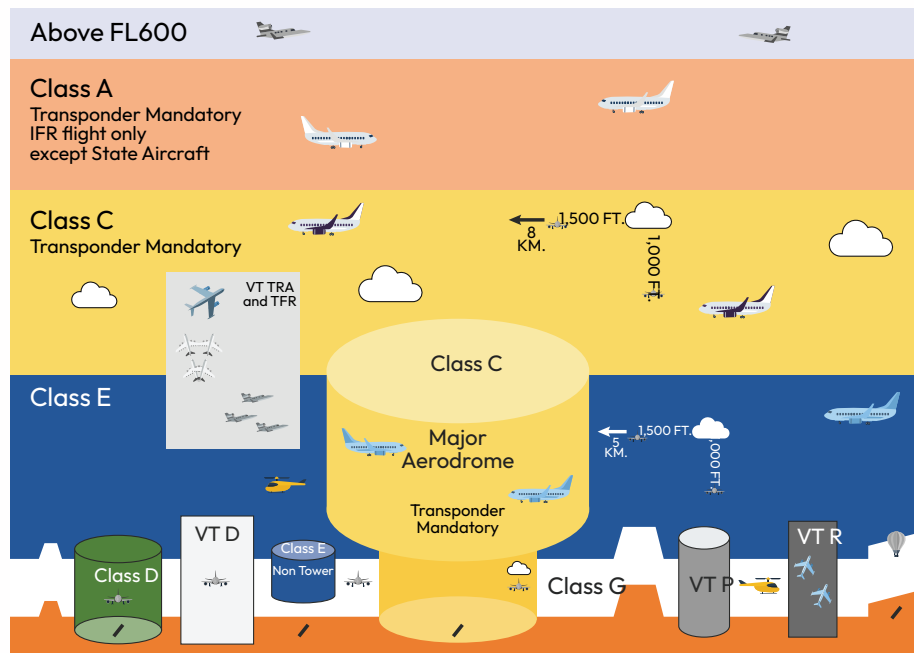 Above FL600
Class A
Transponder Mandatory
IFR flight only
except State Aircraft
Class C
Transponder Mandatory
1,500 FT.
8
KM.
1,000 FT.
VT TRA
and TFR
Class C
Class E
Major
Aerodrome
1,500 FT.
5
KM.
,000 FT.
Transponder
Mandatory
VT D
Class E
Non Tower
Class D
Class G
VT P
VT R